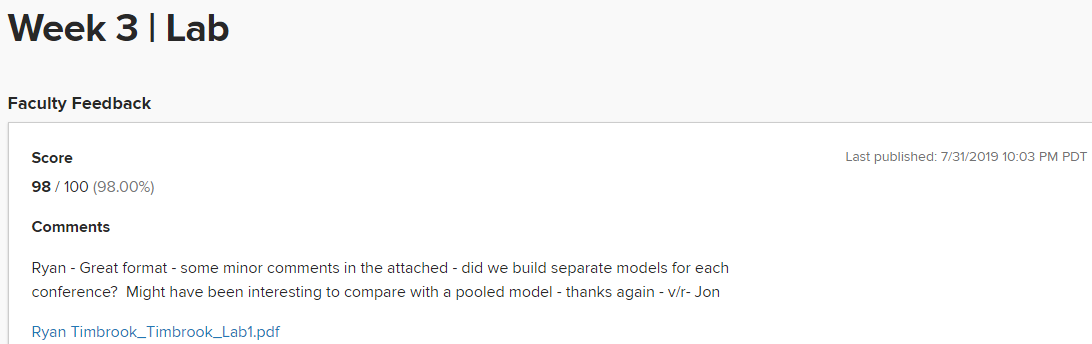 Week 3 | Lab
Faculty Feedback
Score
Last published: 7/31/2019 10:03 PM PDT
98 / 100 (98.00%)
Comments
Ryan - Great format - some minor comments in the attached - did we build separate models for each
conference?  Might have been interesting to compare with a pooled model - thanks again - v/r- Jon
Ryan Timbrook_Timbrook_Lab1.pdf